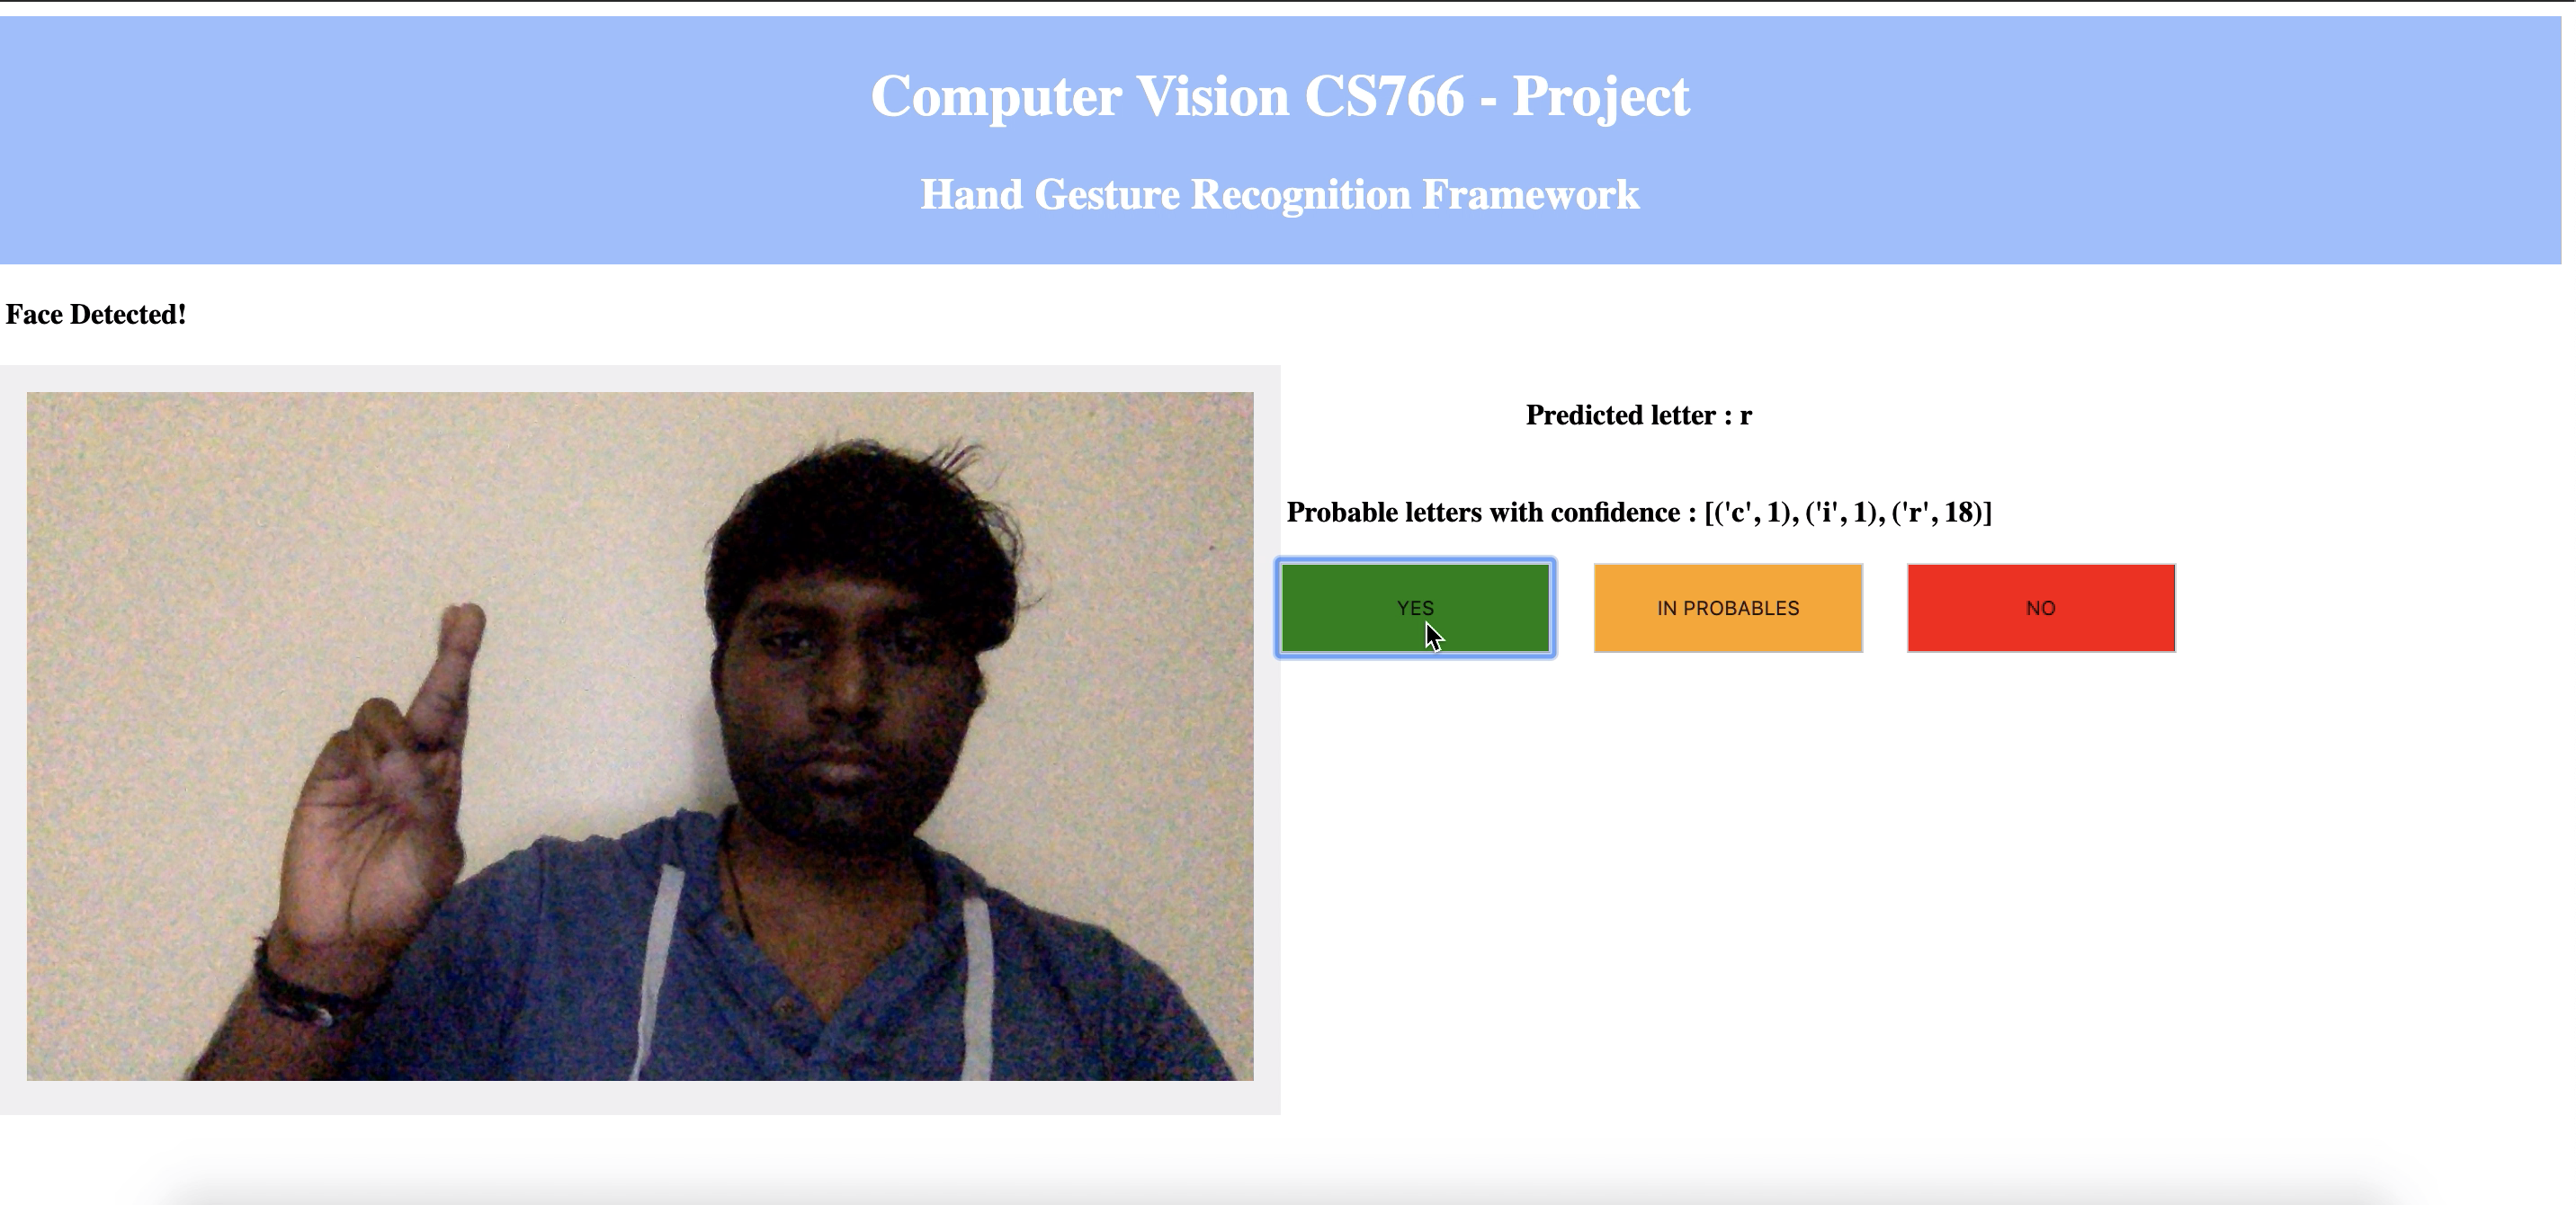 Computer Vision CS766 - Project
Hand Gesture Recognition Framework
Face Detected!
Predicted letter : r
Probable letters with confidence : [('c', 1), ('i', 1), ('r', 18)]
YES
IN PROBABLES
NO